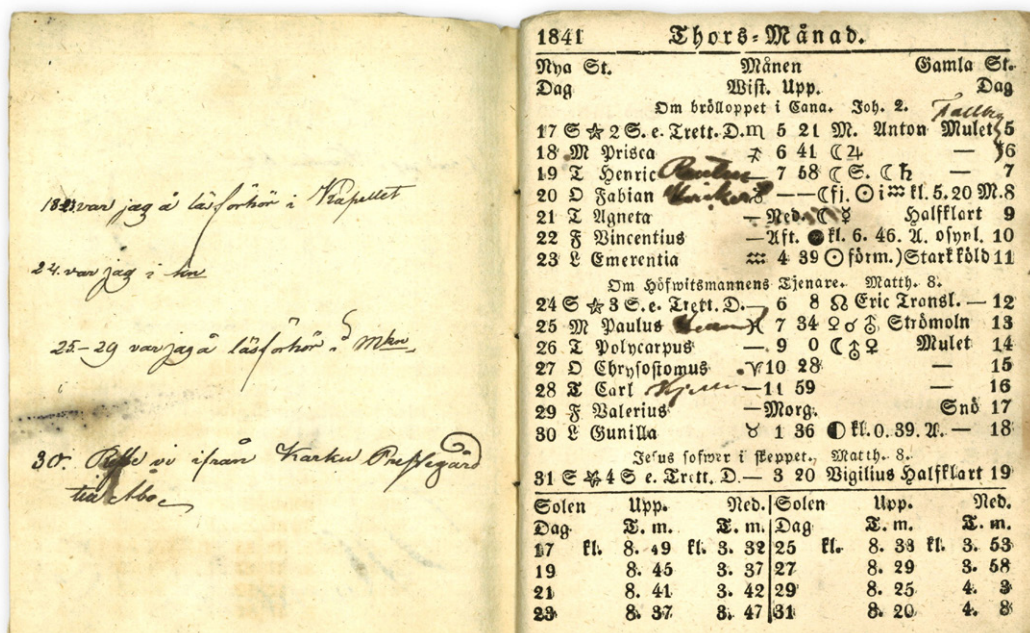 18-23 var jag å läsförhör i Kapellet
24. var jag i
25-29 var jag å läsförhör i
30. Reste vi ifrån Karku Prestegård
till Åbo
1841 Thors-Månad.
Nya St. Månen Gamla St.
Dag Wist. Upp. Dag
Om bröllopet i Cana. Joh. 2.
17 S ☆ 2 S. e. Trett. D. ♏ 5 21 M. Anton Mulet 5
18 M Prisca ♐ 6 41 ☾♃ — 6
19 T Henric — 7 58 ☾S. ☾♄ — 7
20 O Fabian — — ☾fj. ☉ i ♒ kl. 5. 20 M. 8
21 T Agneta — Ned. ☾☿ Halfklart 9
22 F Vincentius — Aft. ● kl. 6. 46. A. osynl. 10
23 L Emerentia ♒ 4 39 ☉förm.) Stark köld 11
Om Höfwitsmannens Tjenare. Matth. 8.
24 S ☆ 3 S. e. Trett. D. — 6 8 ☊ Eric Transl. — 12
25 M Paulus ♓ 7 34 ♀ ♂ ♅ Strömoln 13
26 T Polycarpus — 9 0 ☾♅♀ Mulet 14
27 O Chrysostomus ♈ 10 28 — 15
28 T Carl — 11 59 — 16
29 F Valerius — Morg. Snö 17
30 L Gunilla ♉ 1 36 ◐ kl. 0. 39. A. — 18
Jesus sofwer i skeppet, Matth. 8.
31 S ☆ 4 S e. Trett. D. — 3 20 Vigilius Halfklart 19
Solen Upp. Ned. Solen Upp. Ned.
Dag T. m. T. m. Dag T. m. T. m.
17 kl. 8. 49 kl. 3. 32 25 kl. 8. 33 kl. 3. 53
19 8. 45 3. 37 27 8. 29 3. 58
21 8. 41 3. 42 29 8. 25 4. 3
23 8. 37 3. 47 31 8. 20 4. 8